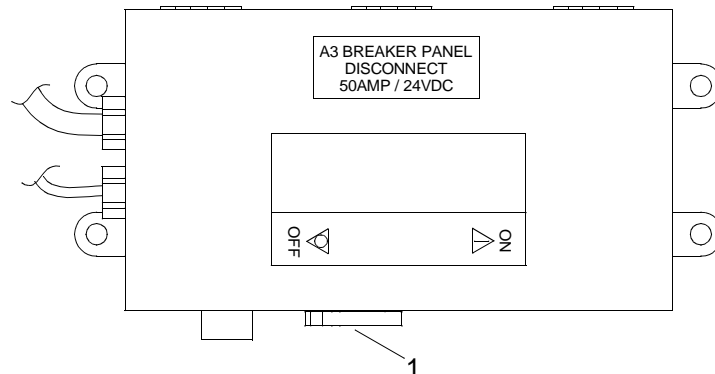 A3 BREAKER PANEL
DISCONNECT
50AMP / 24VDC
OFF
ON
1